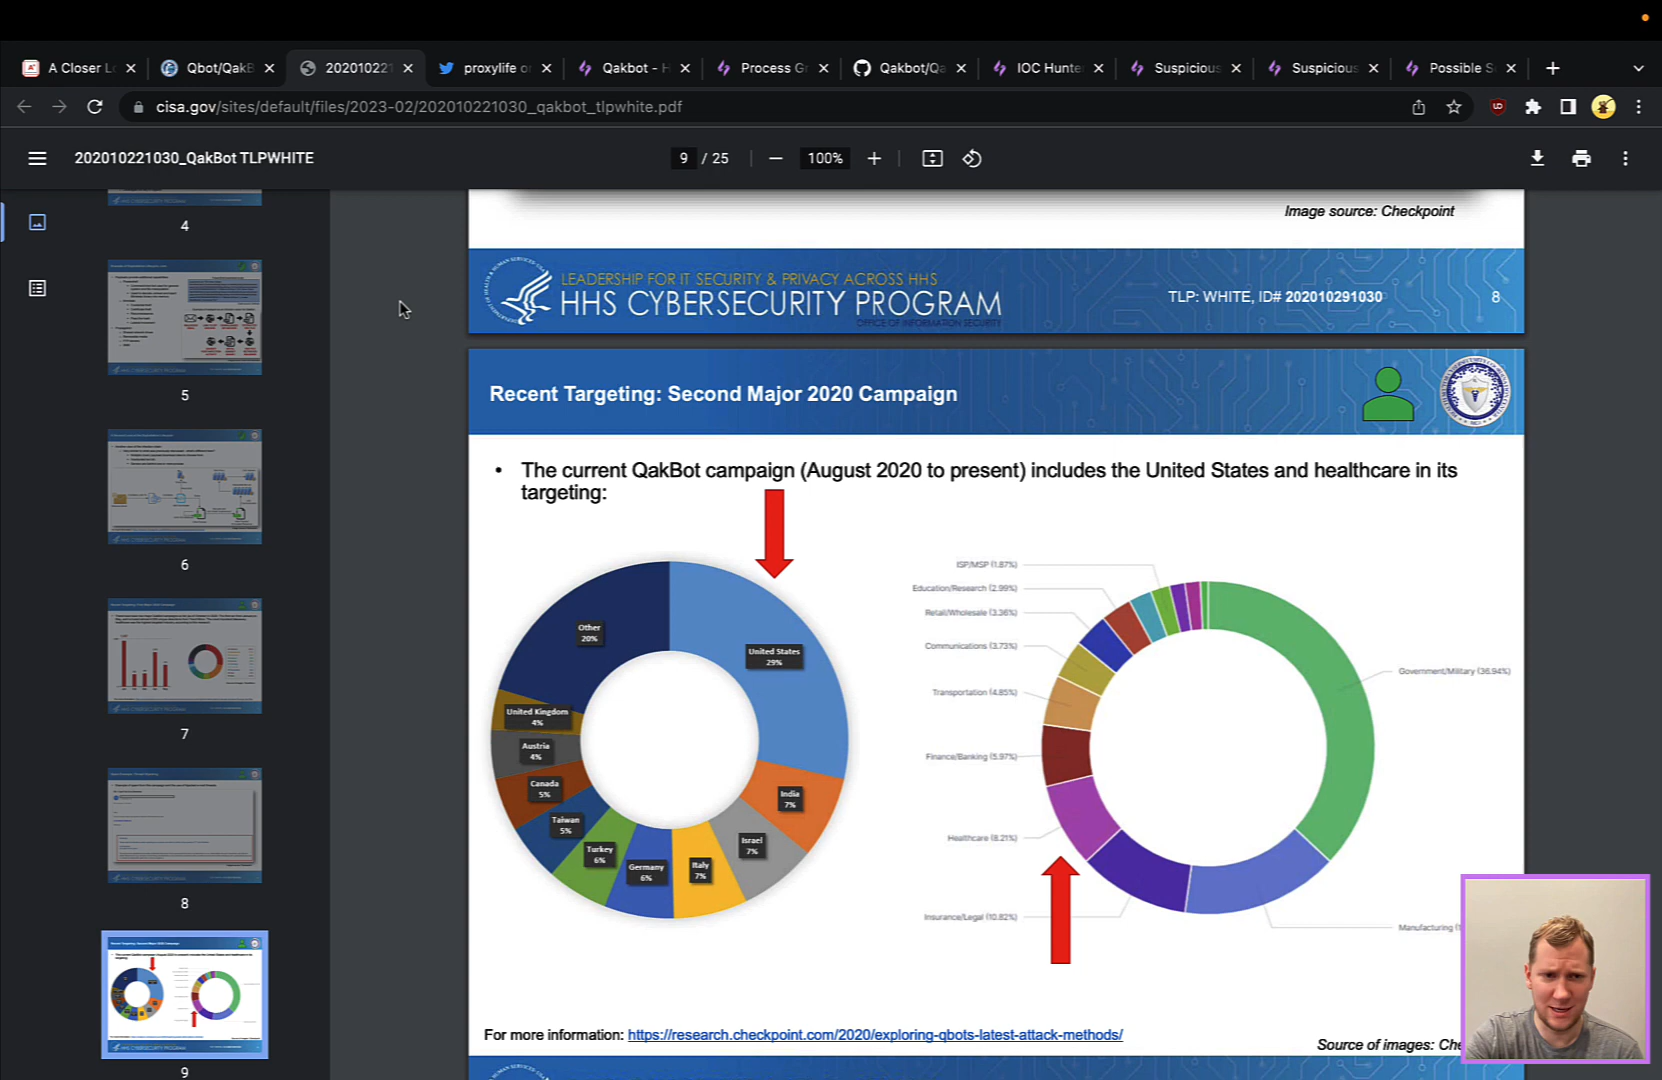 A Closer L
Qbot/QakB
202010221
proxylife o
Qakbot - H
Process G
Qakbot/Qa
IOC Hunte
Suspicious
Suspicious
Possible S
cisa.gov/sites/default/files/2023-02/202010221030_qakbot_tlpwhite.pdf
202010221030_QakBot TLPWHITE
9 / 25
100%
4
5
6
7
8
9
Image source: Checkpoint
LEADERSHIP FOR IT SECURITY & PRIVACY ACROSS HHS
HHS CYBERSECURITY PROGRAM
OFFICE OF INFORMATION SECURITY
TLP: WHITE, ID# 202010291030
8
Recent Targeting: Second Major 2020 Campaign
• The current QakBot campaign (August 2020 to present) includes the United States and healthcare in its
targeting:
Other
20%
United States
29%
United Kingdom
4%
Austria
4%
Canada
5%
Taiwan
5%
Turkey
6%
Germany
6%
Italy
7%
Israel
7%
India
7%
ISP/MSP (1.87%)
Education/Research (2.99%)
Retail/Wholesale (3.36%)
Communications (3.73%)
Transportation (4.85%)
Finance/Banking (5.97%)
Healthcare (8.21%)
Insurance/Legal (10.82%)
Government/Military (36.94%)
Manufacturing (1
For more information: https://research.checkpoint.com/2020/exploring-qbots-latest-attack-methods/
Source of images: Che